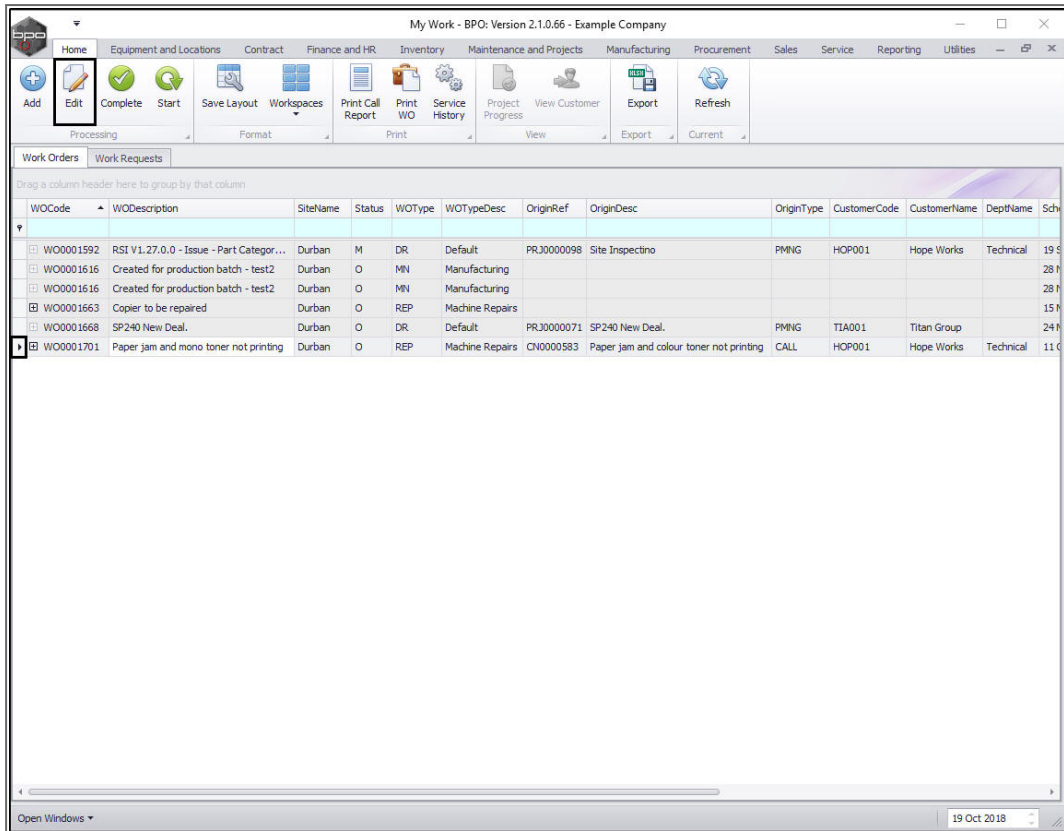 bpo
My Work - BPO: Version 2.1.0.66 - Example Company
Home Equipment and Locations Contract Finance and HR Inventory Maintenance and Projects Manufacturing Procurement Sales Service Reporting Utilities
Add Edit Complete Start Save Layout Workspaces Print Call Report Print WO Service History Project Progress View Customer Export Refresh
Processing Format Print View Export Current
Work Orders Work Requests
Drag a column header here to group by that column
WOCode WODescription SiteName Status WOType WOTypeDesc OriginRef OriginDesc OriginType CustomerCode CustomerName DeptName Sche
WO0001592 RSI V1.27.0.0 - Issue - Part Categor... Durban M DR Default PRJ0000098 Site Inspectino PMNG HOP001 Hope Works Technical 19 S
WO0001616 Created for production batch - test2 Durban O MN Manufacturing 28 N
WO0001616 Created for production batch - test2 Durban O MN Manufacturing 28 N
WO0001663 Copier to be repaired Durban O REP Machine Repairs 15 N
WO0001668 SP240 New Deal. Durban O DR Default PRJ0000071 SP240 New Deal. PMNG TIA001 Titan Group 24 N
WO0001701 Paper jam and mono toner not printing Durban O REP Machine Repairs CN0000583 Paper jam and colour toner not printing CALL HOP001 Hope Works Technical 11
Open Windows 19 Oct 2018